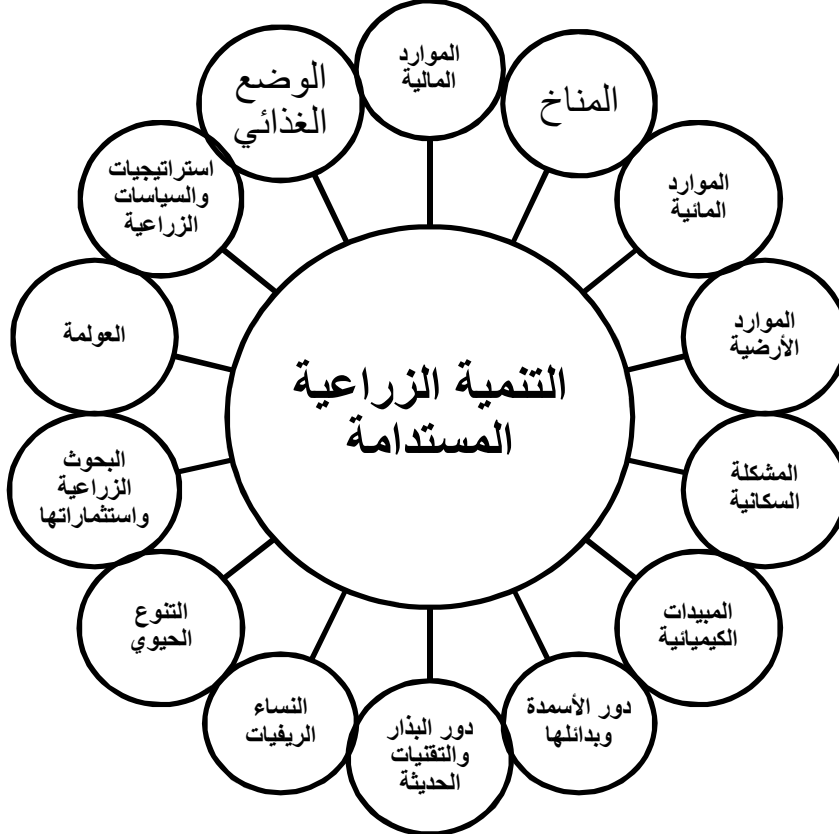 التنمية الزراعية
المستدامة
الموارد
المالية
المناخ
الموارد
المائية
الموارد
الأرضية
المشكلة
السكانية
المبيدات
الكيميائية
دور الأسمدة
وبدائلها
دور البذار
والتقنيات
الحديثة
النساء
الريفيات
التنوع
الحيوي
البحوث
الزراعية
واستثماراتها
العولمة
استراتيجيات
والسياسات
الزراعية
الوضع
الغذائي